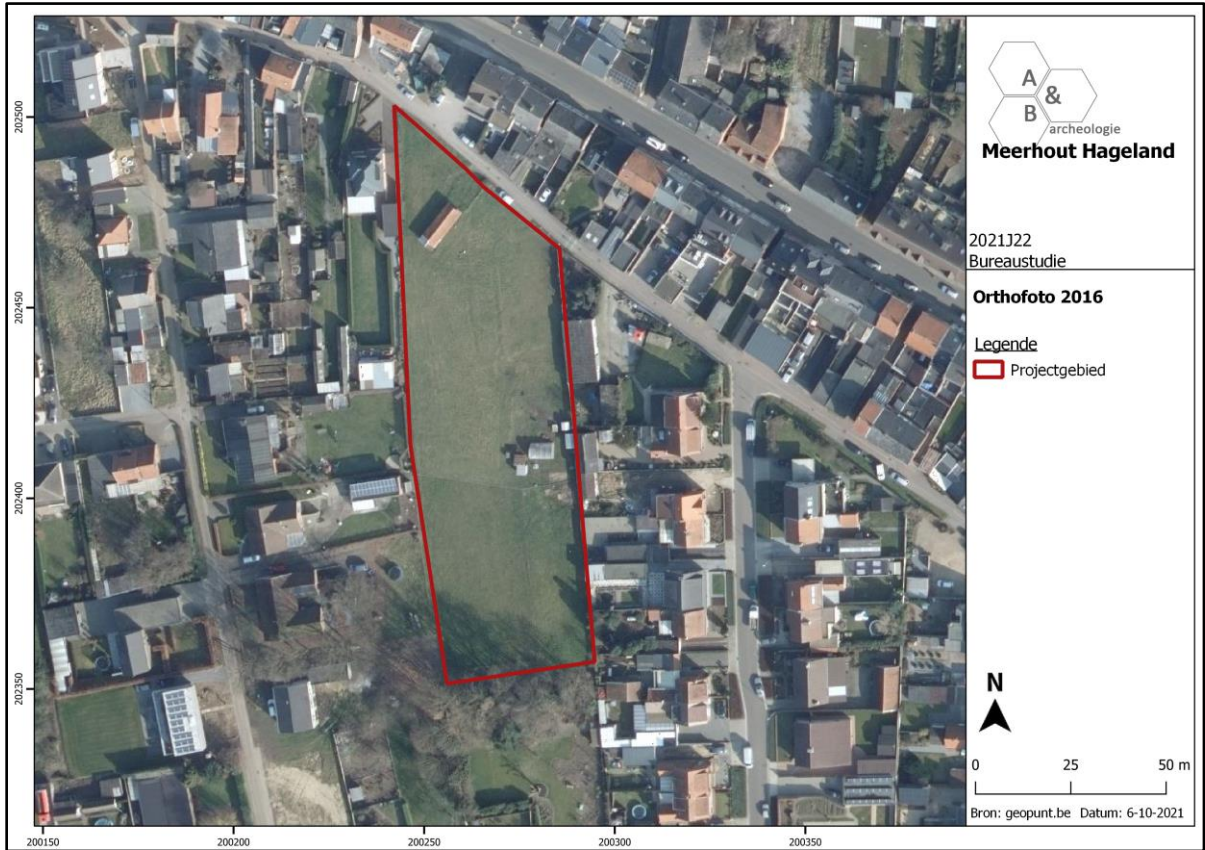 A
&
B
archeologie
Meerhout Hageland
2021J22
Bureaustudie
Orthofoto 2016
Legende
Projectgebied
N
0 25 50 m
Bron: geopunt.be Datum: 6-10-2021
202500
202450
202400
202350
200150 200200 200250 200300 200350